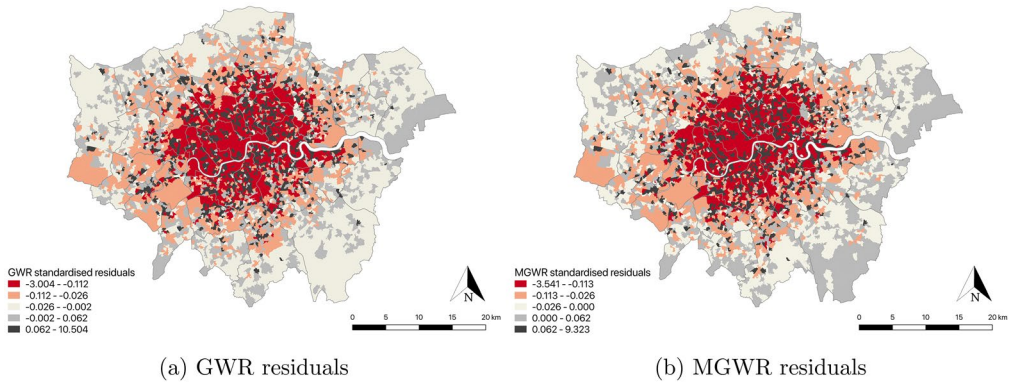 GWR standardised residuals
-3.004 - -0.112
-0.112 - -0.026
-0.026 - -0.002
-0.002 - 0.062
0.062 - 10.504
N
0 5 10 15 20 km
(a) GWR residuals
MGWR standardised residuals
-3.541 - -0.113
-0.113 - -0.026
-0.026 - 0.000
0.000 - 0.062
0.062 - 9.323
N
0 5 10 15 20 km
(b) MGWR residuals